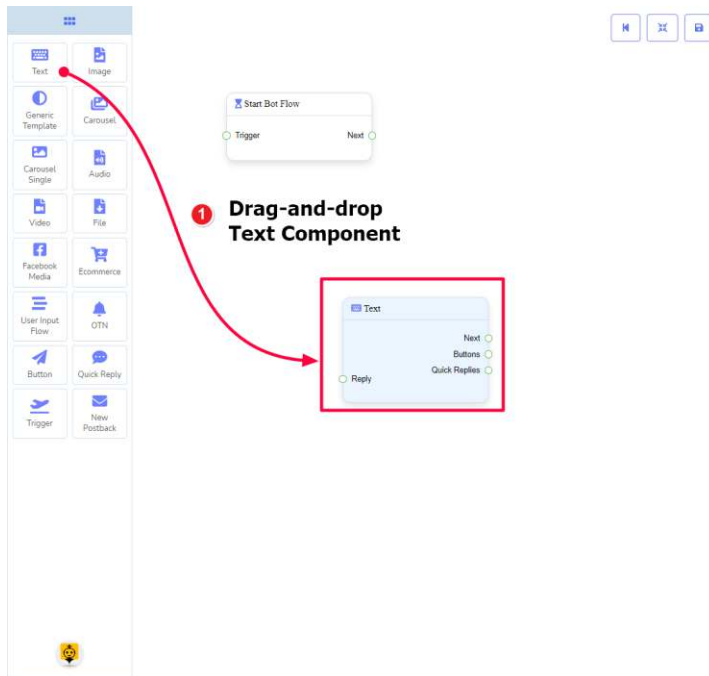 Text
Image
Generic
Template
Carousel
Carousel
Single
Audio
Video
File
Facebook
Media
Ecommerce
User Input
Flow
OTN
Button
Quick Reply
Trigger
New
Postback
Start Bot Flow
Trigger
Next
1 Drag-and-drop
Text Component
Text
Next
Buttons
Quick Replies
Reply